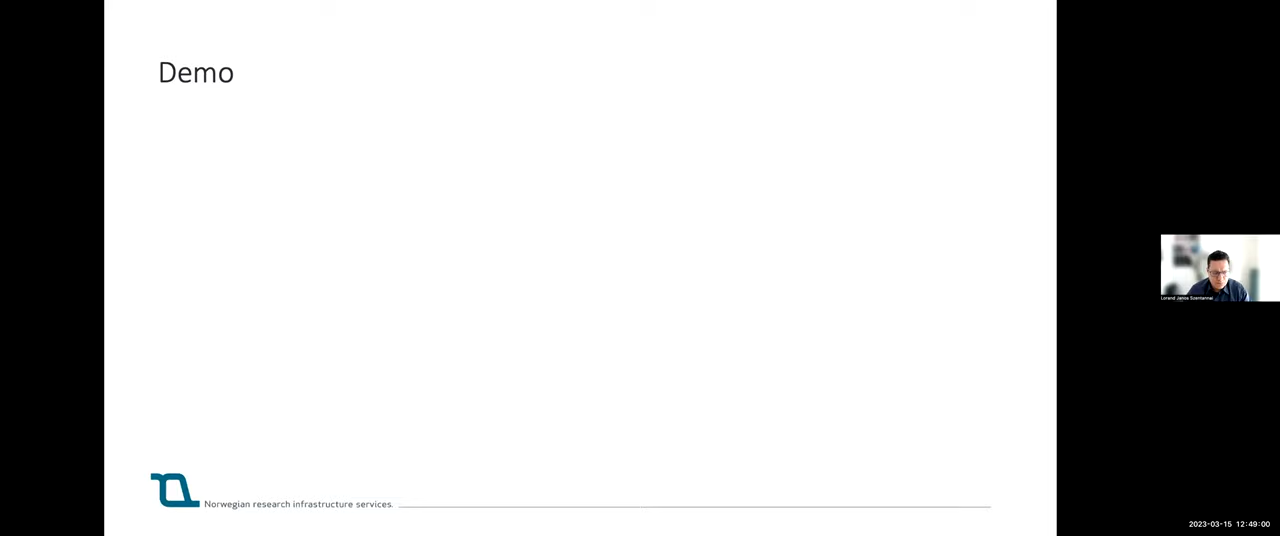 Demo
Lorand Janos Szentannai
Norwegian research infrastructure services.
2023-03-15 12:49:00